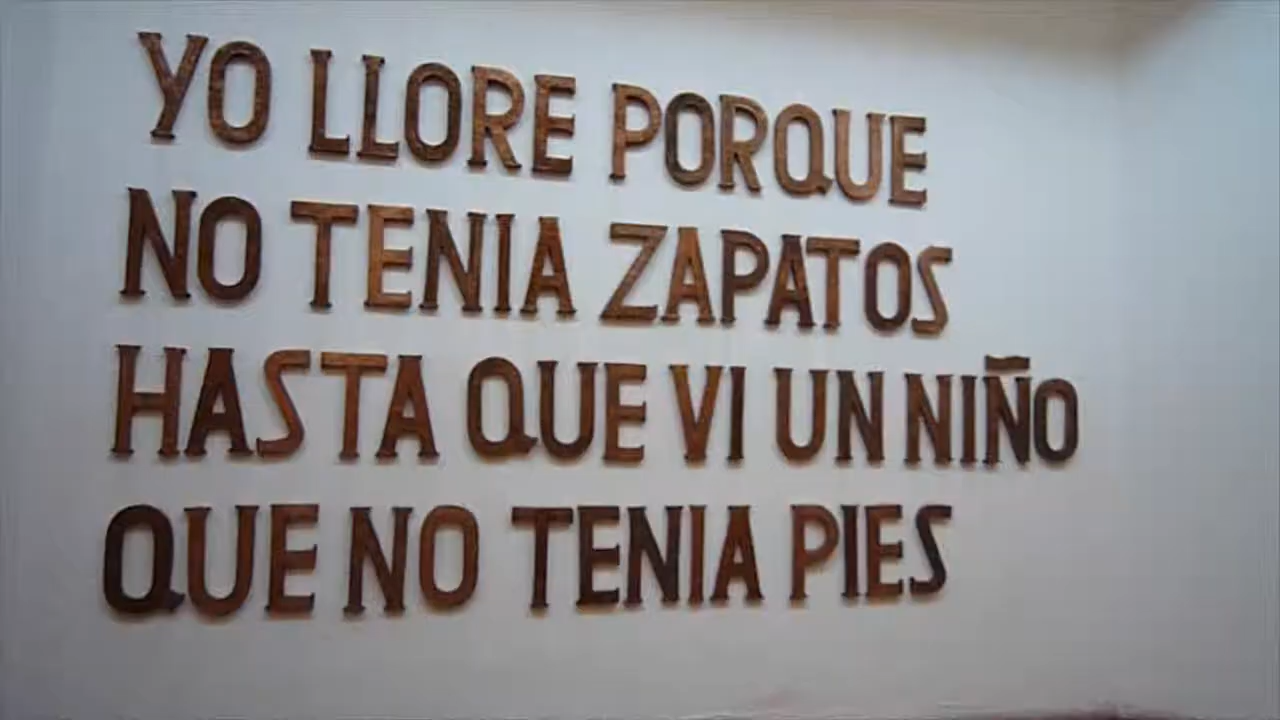 YO LLORE PORQUE
NO TENIA ZAPATOS
HASTA QUE VI UN NIÑO
QUE NO TENIA PIES